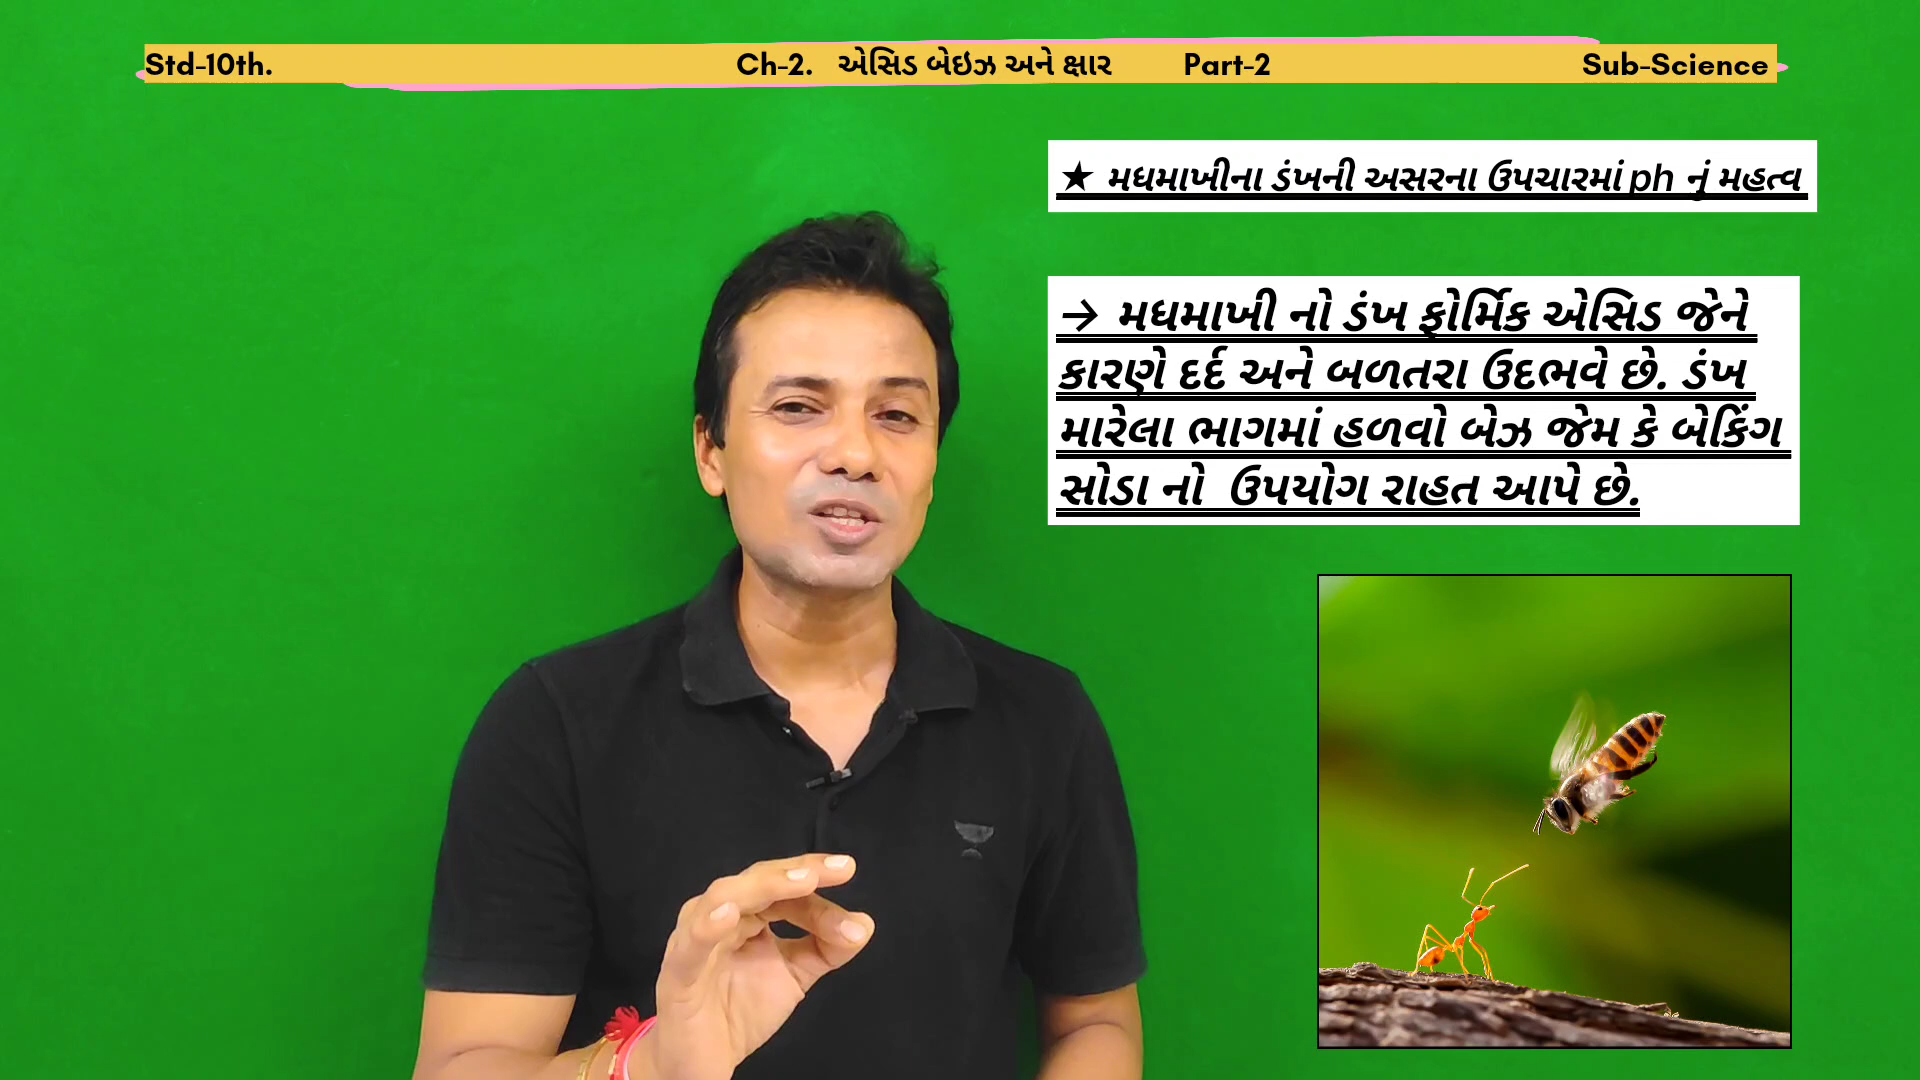 Std-10th. Ch-2. એસિડ બેઇઝ અને ક્ષાર Part-2 Sub-Science
★ મધમાખીના ડંખની અસરના ઉપચારમાં ph નું મહત્વ
→ મધમાખી નો ડંખ ફોર્મિક એસિડ જેને
કારણે દર્દ અને બળતરા ઉદભવે છે. ડંખ
મારેલા ભાગમાં હળવો બેઝ જેમ કે બેકિંગ
સોડા નો ઉપયોગ રાહત આપે છે.